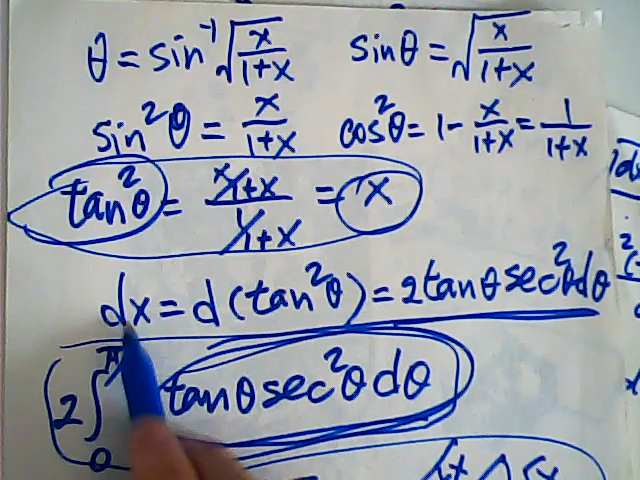 θ = sin⁻¹√(x/(1+x)) sinθ = √(x/(1+x))
sin²θ = x/(1+x) cos²θ = 1 - x/(1+x) = 1/(1+x)
tan²θ = (x/1+x)/(1/1+x) = x
dx = d(tan²θ) = 2tanθsec²θdθ
2∫₀ tanθsec²θdθ